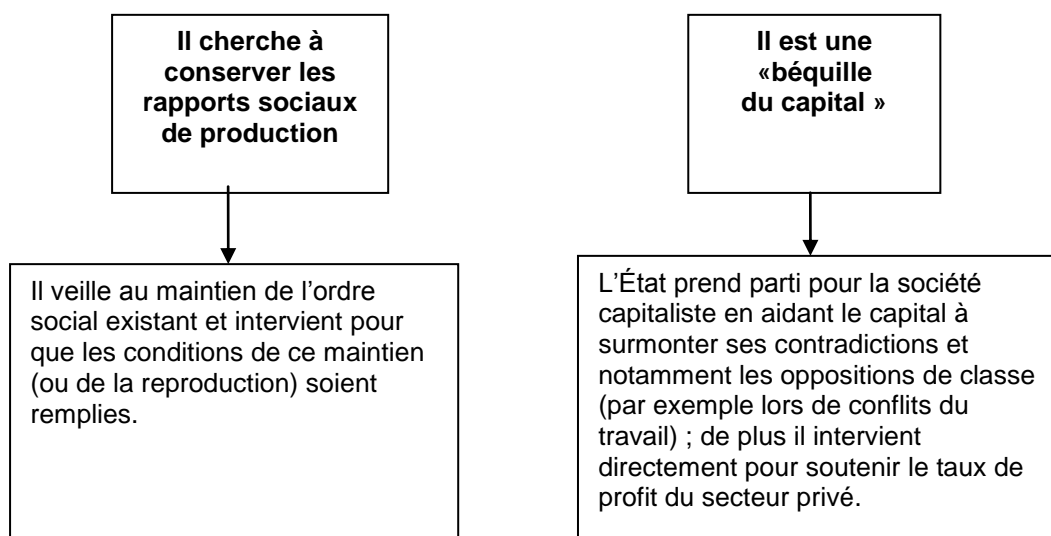 Il cherche à
conserver les
rapports sociaux
de production
Il est une
«béquille
du capital »
Il veille au maintien de l’ordre
social existant et intervient pour
que les conditions de ce maintien
(ou de la reproduction) soient
remplies.
L’État prend parti pour la société
capitaliste en aidant le capital à
surmonter ses contradictions et
notamment les oppositions de classe
(par exemple lors de conflits du
travail) ; de plus il intervient
directement pour soutenir le taux de
profit du secteur privé.